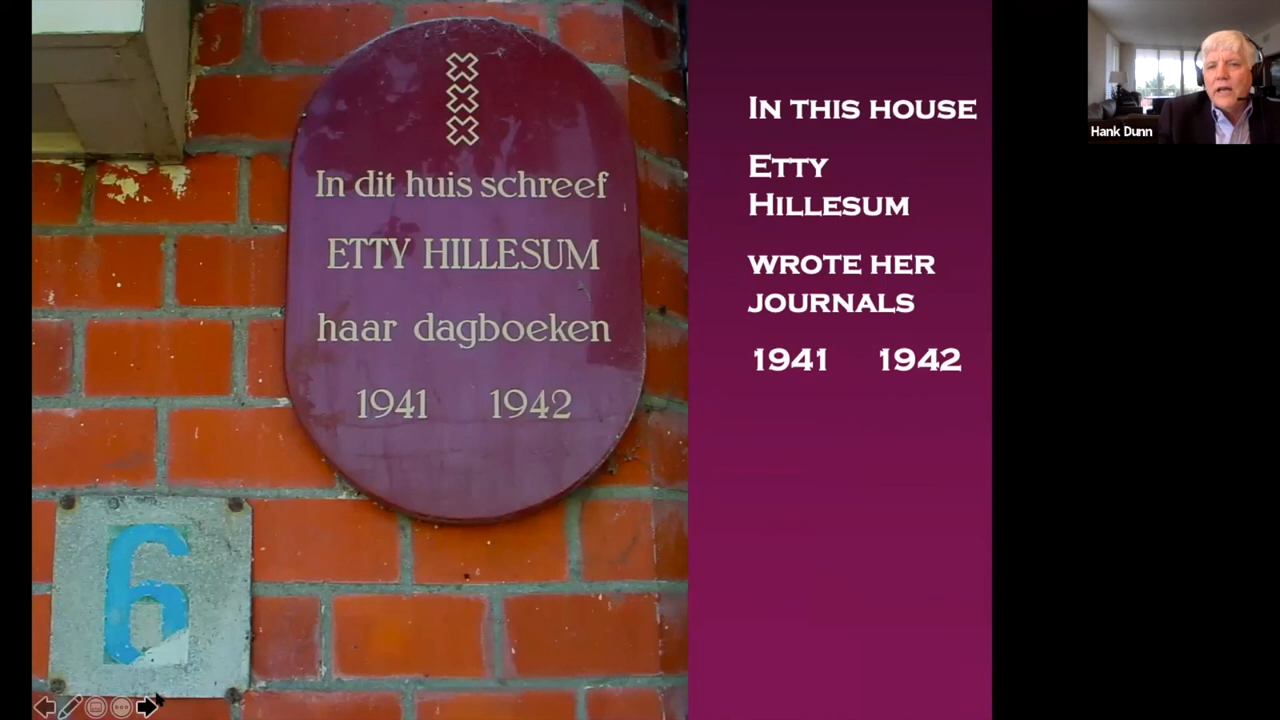 In dit huis schreef
ETTY HILLESUM
haar dagboeken
1941 1942
6
IN THIS HOUSE
ETTY
HILLESUM
WROTE HER
JOURNALS
1941 1942
Hank Dunn